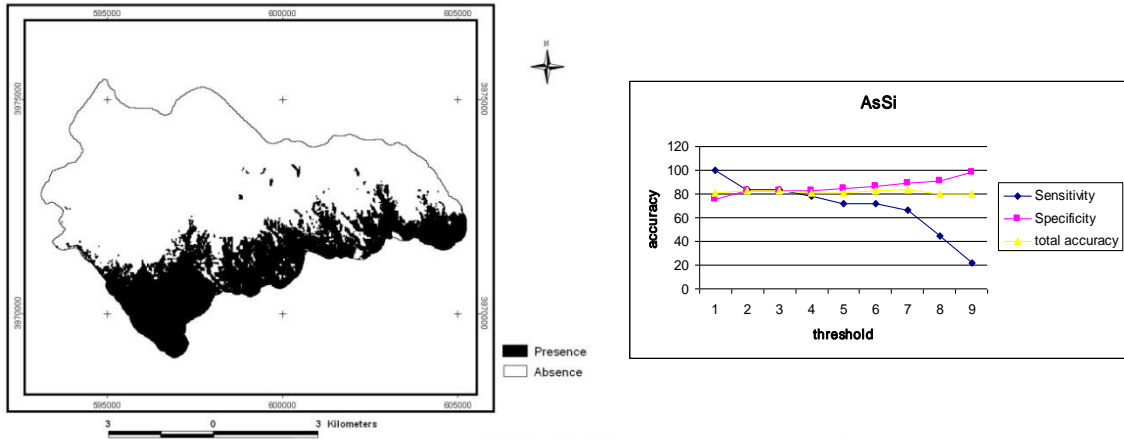 595000 600000 605000
N
3975000 3975000
3970000 3970000
Presence
Absence
595000 600000 605000
3 0 3 Kilometers
AsSi
accuracy
120
100
80
60
40
20
0
1 2 3 4 5 6 7 8 9
threshold
Sensitivity
Specificity
total accuracy